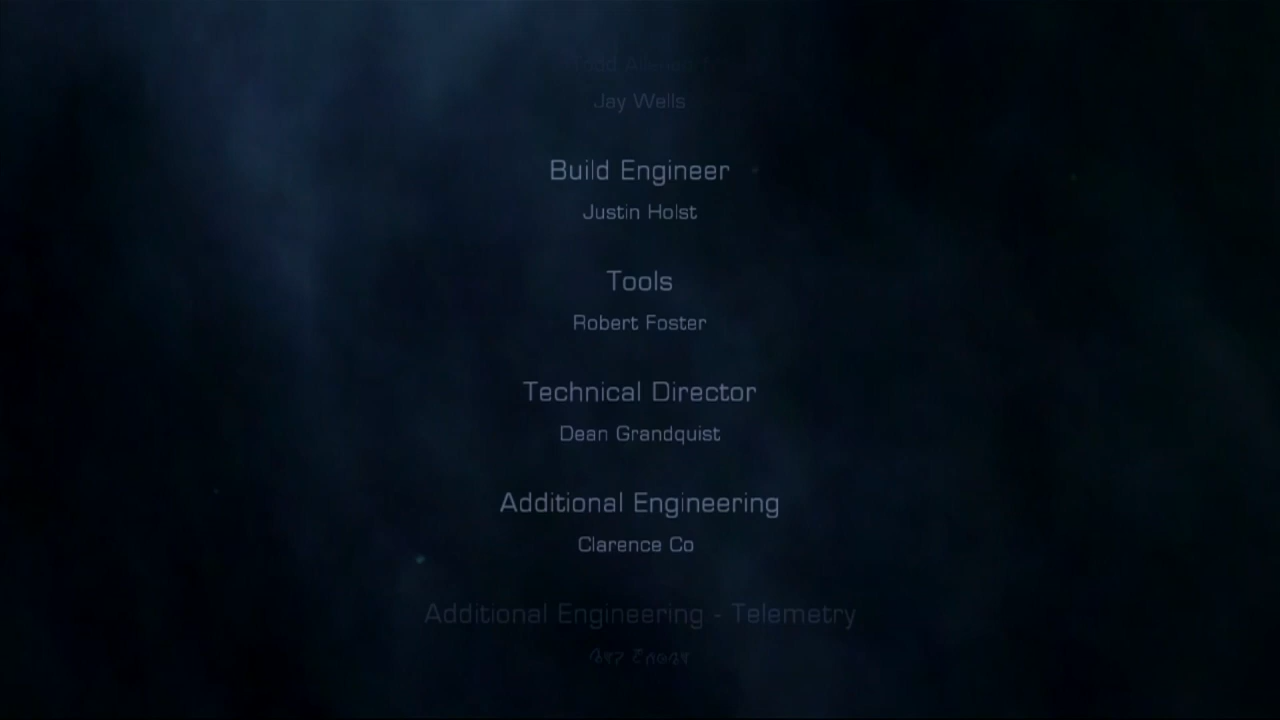 Todd
Jay Wells
Build Engineer
Justin Holst
Tools
Robert Foster
Technical Director
Dean Grandquist
Additional Engineering
Clarence Co
Additional Engineering - Telemetry